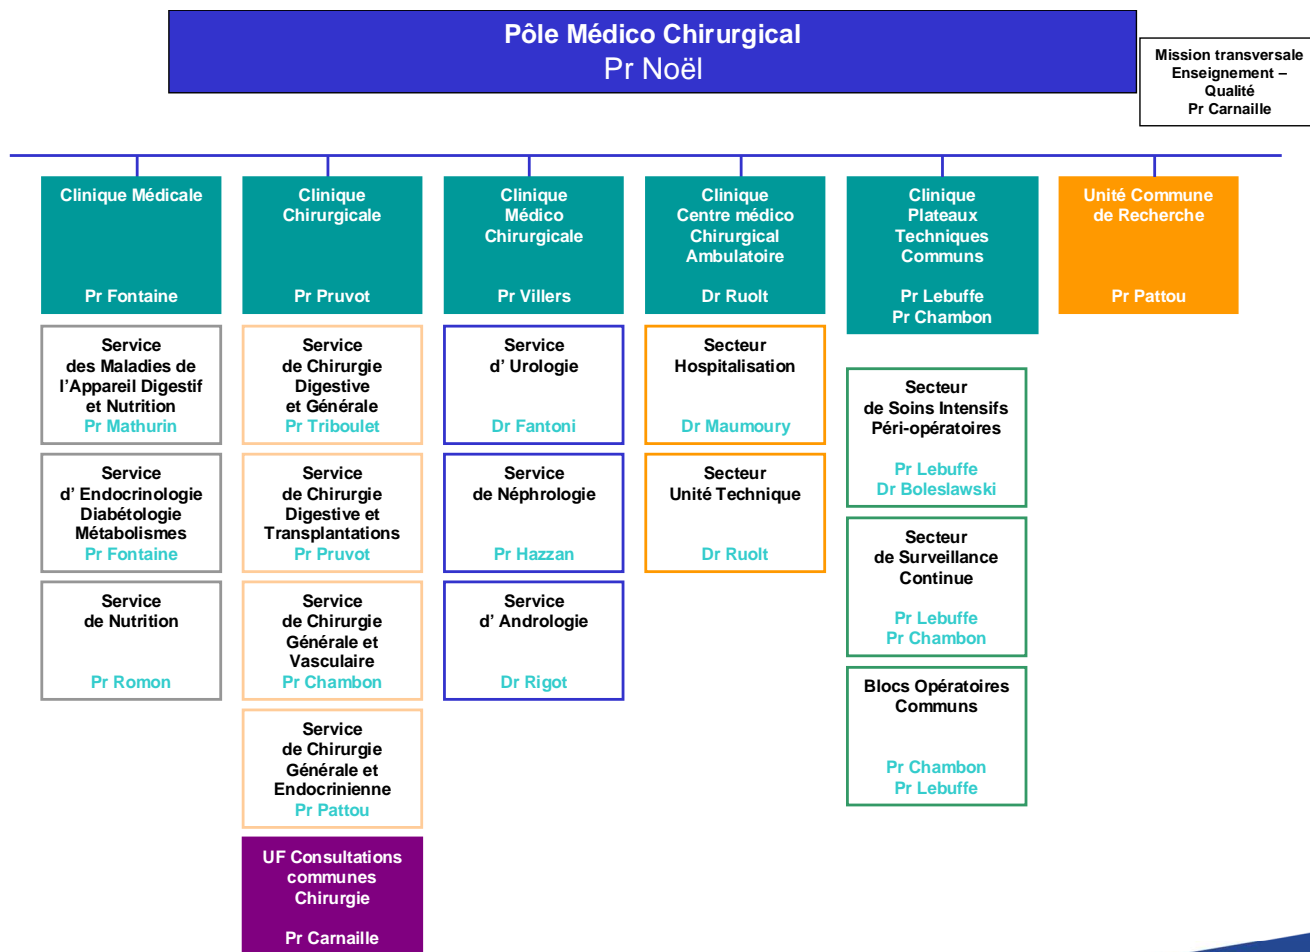 Pôle Médico Chirurgical
Pr Noël
Mission transversale
Enseignement –
Qualité
Pr Carnaille
Clinique Médicale
Pr Fontaine
Clinique
Chirurgicale
Pr Pruvot
Clinique
Médico
Chirurgicale
Pr Villers
Clinique
Centre médico
Chirurgical
Ambulatoire
Dr Ruolt
Clinique
Plateaux
Techniques
Communs
Pr Lebuffe
Pr Chambon
Unité Commune
de Recherche
Pr Pattou
Service
des Maladies de
l'Appareil Digestif
et Nutrition
Pr Mathurin
Service
d' Endocrinologie
Diabétologie
Métabolismes
Pr Fontaine
Service
de Nutrition
Pr Romon
Service
de Chirurgie
Digestive
et Générale
Pr Triboulet
Service
de Chirurgie
Digestive et
Transplantations
Pr Pruvot
Service
de Chirurgie
Générale et
Vasculaire
Pr Chambon
Service
de Chirurgie
Générale et
Endocrinienne
Pr Pattou
UF Consultations
communes
Chirurgie
Pr Carnaille
Service
d' Urologie
Dr Fantoni
Service
de Néphrologie
Pr Hazzan
Service
d' Andrologie
Dr Rigot
Secteur
Hospitalisation
Dr Maumoury
Secteur
Unité Technique
Dr Ruolt
Secteur
de Soins Intensifs
Péri-opératoires
Pr Lebuffe
Dr Boleslawski
Secteur
de Surveillance
Continue
Pr Lebuffe
Pr Chambon
Blocs Opératoires
Communs
Pr Chambon
Pr Lebuffe